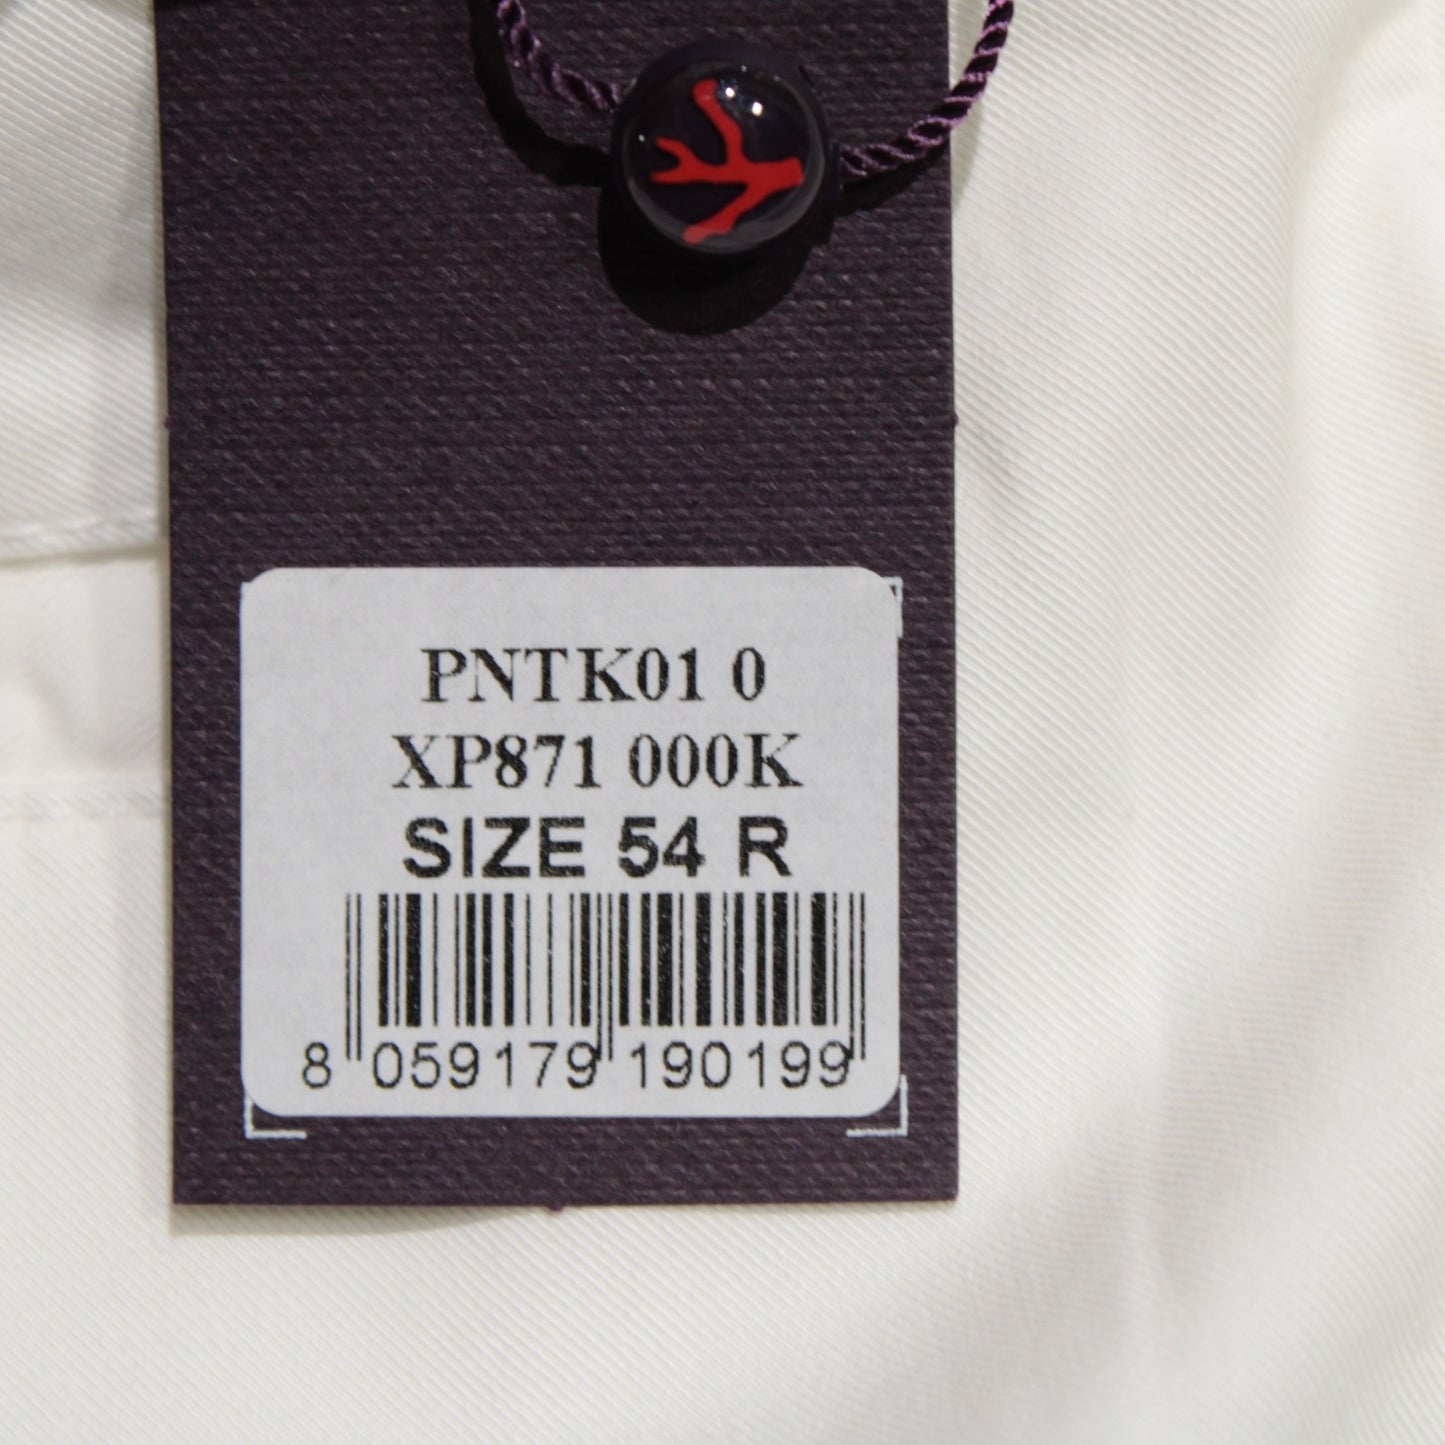 PNTK01 0
XP871 000K
SIZE 54 R
8 059179 190199